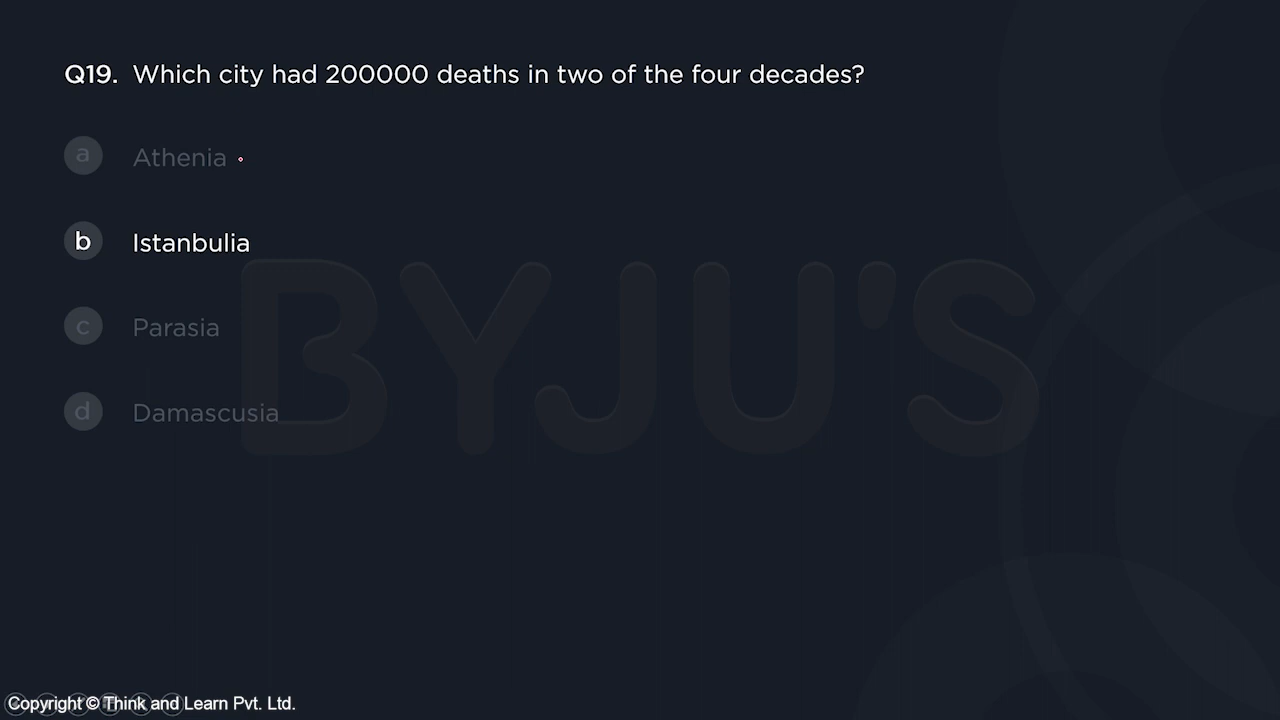 Q19. Which city had 200000 deaths in two of the four decades?
a Athenia
b Istanbulia
c Parasia
d Damascusia
BYJU'S
Copyright © Think and Learn Pvt. Ltd.